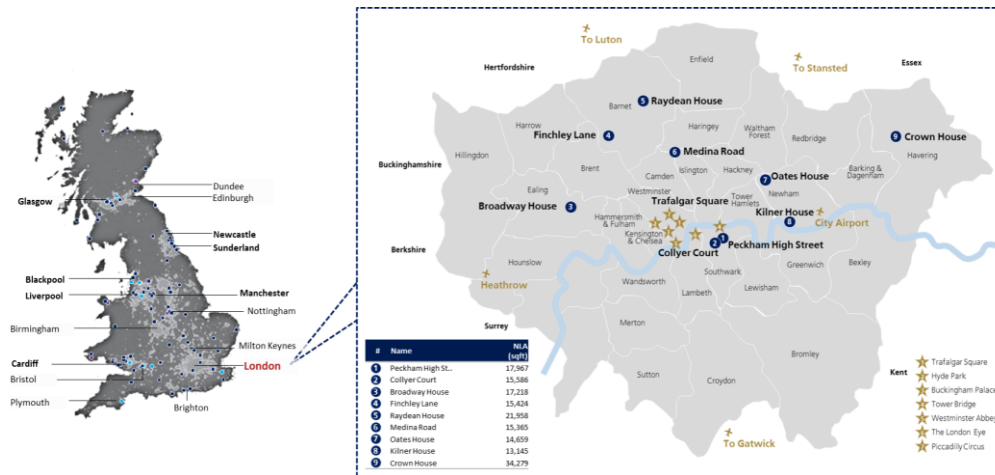 Dundee
Edinburgh
Glasgow
Newcastle
Sunderland
Blackpool
Liverpool
Manchester
Nottingham
Birmingham
Milton Keynes
Cardiff
London
Bristol
Plymouth
Brighton
To Luton
To Stansted
Hertfordshire
Enfield
Essex
Barnet
5 Raydean House
Harrow
Finchley Lane 4
Haringey
Waltham
Forest
Redbridge
9 Crown House
Havering
Hillingdon
Buckinghamshire
Brent
6 Medina Road
Camden
Islington
Hackney
Barking &
Dagenham
Oates House
7
Newham
Ealing
Westminster
Tower
Hamlets
Broadway House 3
Trafalgar Square
Hammersmith
& Fulham
Kensington
& Chelsea
Kilner House
8
City Airport
1
2
Peckham High Street
Collyer Court
Berkshire
Hounslow
Heathrow
Wandsworth
Southwark
Lambeth
Lewisham
Greenwich
Bexley
Surrey
Merton
Sutton
Croydon
Bromley
Kent
To Gatwick
# Name NLA
(sqft)
1 Peckham High St.. 17,967
2 Collyer Court 15,586
3 Broadway House 17,218
4 Finchley Lane 15,424
5 Raydean House 21,958
6 Medina Road 15,365
7 Oates House 14,659
8 Kilner House 13,145
9 Crown House 34,279
Trafalgar Square
Hyde Park
Buckingham Palace
Tower Bridge
Westminster Abbey
The London Eye
Piccadilly Circus